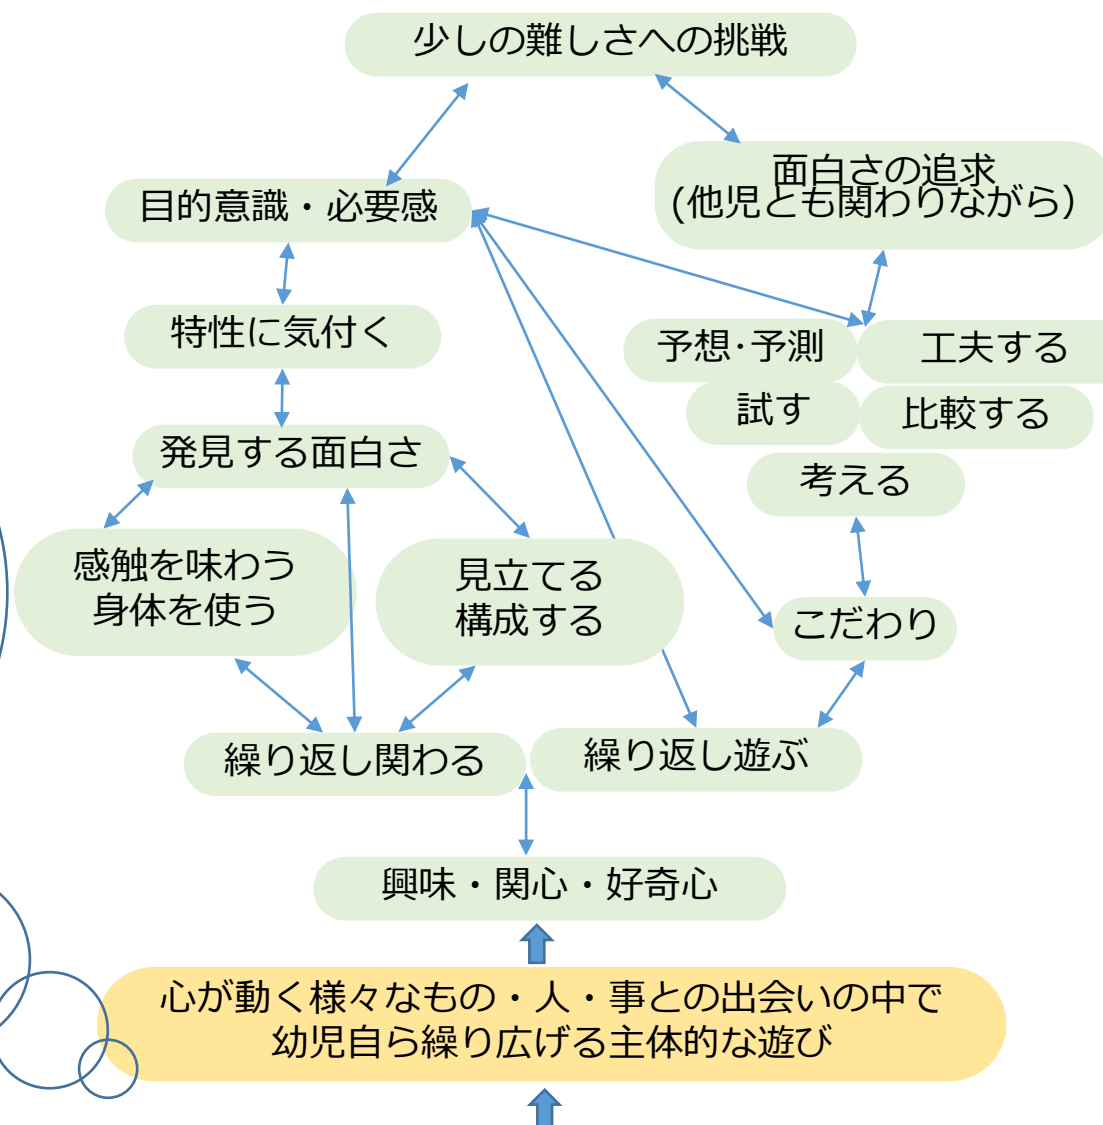 少しの難しさへの挑戦
面白さの追求
(他児とも関わりながら）
目的意識・必要感
特性に気付く
予想･予測
工夫する
試す
比較する
発見する面白さ
考える
感触を味わう
身体を使う
見立てる
構成する
こだわり
繰り返し関わる
繰り返し遊ぶ
興味・関心・好奇心
心が動く様々なもの・人・事との出会いの中で
幼児自ら繰り広げる主体的な遊び